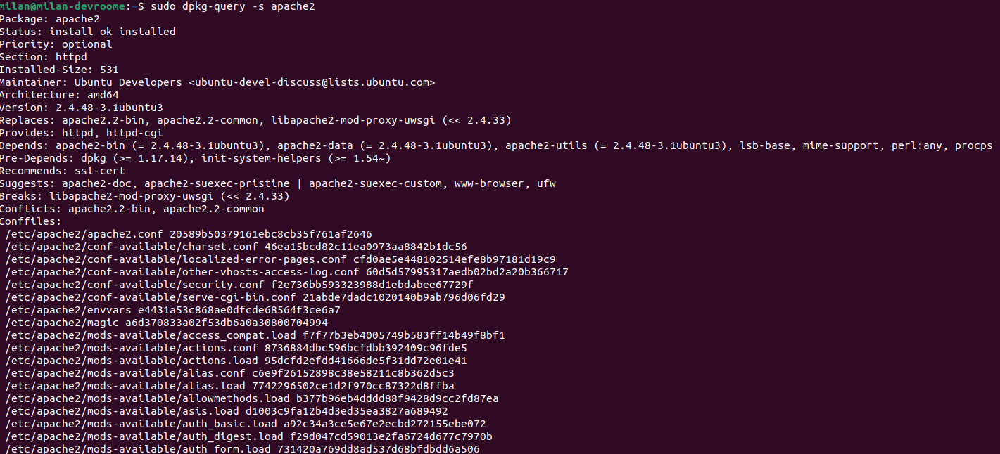 milan@milan-devroome:~$ sudo dpkg-query -s apache2
Package: apache2
Status: install ok installed
Priority: optional
Section: httpd
Installed-Size: 531
Maintainer: Ubuntu Developers <ubuntu-devel-discuss@lists.ubuntu.com>
Architecture: amd64
Version: 2.4.48-3.1ubuntu3
Replaces: apache2.2-bin, apache2.2-common, libapache2-mod-proxy-uwsgi (<< 2.4.33)
Provides: httpd, httpd-cgi
Depends: apache2-bin (= 2.4.48-3.1ubuntu3), apache2-data (= 2.4.48-3.1ubuntu3), apache2-utils (= 2.4.48-3.1ubuntu3), lsb-base, mime-support, perl:any, procps
Pre-Depends: dpkg (>= 1.17.14), init-system-helpers (>= 1.54~)
Recommends: ssl-cert
Suggests: apache2-doc, apache2-suexec-pristine | apache2-suexec-custom, www-browser, ufw
Breaks: libapache2-mod-proxy-uwsgi (<< 2.4.33)
Conflicts: apache2.2-bin, apache2.2-common
Conffiles:
/etc/apache2/apache2.conf 20589b50379161ebc8cb35f761af2646
/etc/apache2/conf-available/charset.conf 46ea15bcd82c11ea0973aa8842b1dc56
/etc/apache2/conf-available/localized-error-pages.conf cfd0ae5e448102514efe8b97181d19c9
/etc/apache2/conf-available/other-vhosts-access-log.conf 60d5d57995317aedb02bd2a20b366717
/etc/apache2/conf-available/security.conf f2e736bb593323988d1ebdabee67729f
/etc/apache2/conf-available/serve-cgi-bin.conf 21abde7dadc1020140b9ab796d06fd29
/etc/apache2/envvars e4431a53c868ae0dfcde68564f3ce6a7
/etc/apache2/magic a6d370833a02f53db6a0a30800704994
/etc/apache2/mods-available/access_compat.load f7f77b3eb4005749b583ff14b49f8bf1
/etc/apache2/mods-available/actions.conf 8736884dbc596bcfdbb392409c96fde5
/etc/apache2/mods-available/actions.load 95dcfd2efdd41666de5f31dd72e01e41
/etc/apache2/mods-available/alias.conf c6e9f26152898c38e58211c8b362d5c3
/etc/apache2/mods-available/alias.load 7742296502ce1d2f970cc87322d8ffba
/etc/apache2/mods-available/allowmethods.load b377b96eb4dddd88f9428d9cc2fd87ea
/etc/apache2/mods-available/asis.load d1003c9fa12b4d3ed35ea3827a689492
/etc/apache2/mods-available/auth_basic.load a92c34a3ce5e67e2ecbd272155ebe072
/etc/apache2/mods-available/auth_digest.load f29d047cd59013e2fa6724d677c7970b
/etc/apache2/mods-available/auth_form.load 731420a769dd8ad537d68bfdbdd6a506